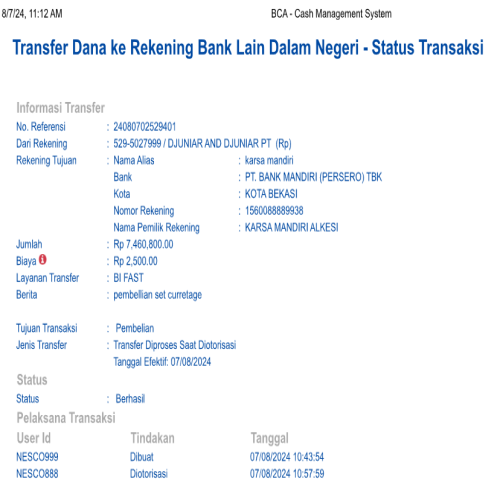 8/7/24, 11:12 AM
BCA - Cash Management System
Transfer Dana ke Rekening Bank Lain Dalam Negeri - Status Transaksi
Informasi Transfer
No. Referensi : 24080702529401
Dari Rekening : 529-5027999 / DJUNIAR AND DJUNIAR PT (Rp)
Rekening Tujuan : Nama Alias : karsa mandiri
Bank : PT. BANK MANDIRI (PERSERO) TBK
Kota : KOTA BEKASI
Nomor Rekening : 1560088889938
Nama Pemilik Rekening : KARSA MANDIRI ALKESI
Jumlah : Rp 7,460,800.00
Biaya : Rp 2,500.00
Layanan Transfer : BI FAST
Berita : pembellian set curretage
Tujuan Transaksi : Pembelian
Jenis Transfer : Transfer Diproses Saat Diotorisasi
Tanggal Efektif: 07/08/2024
Status
Status : Berhasil
Pelaksana Transaksi
User Id Tindakan Tanggal
NESCO999 Dibuat 07/08/2024 10:43:54
NESCO888 Diotorisasi 07/08/2024 10:57:59